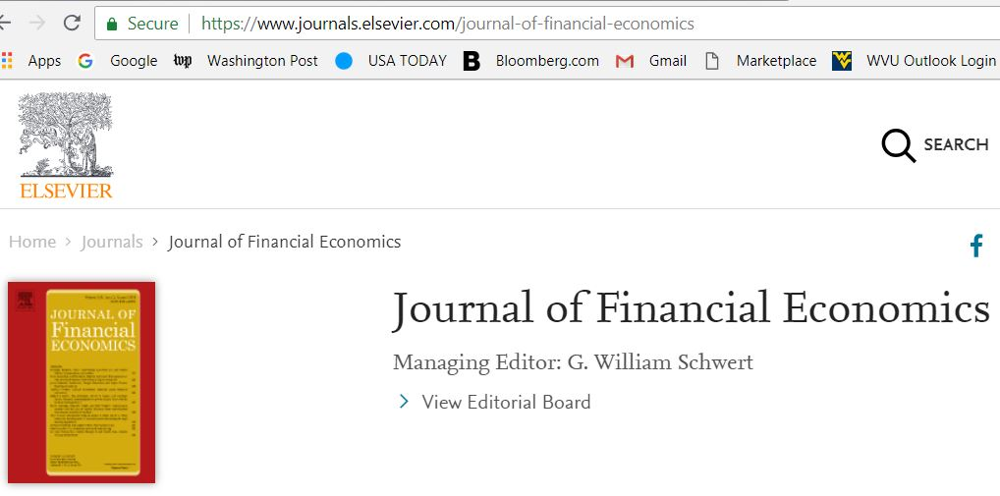 Secure https://www.journals.elsevier.com/journal-of-financial-economics
Apps Google wp Washington Post USA TODAY B Bloomberg.com Gmail Marketplace WVU Outlook Login
ELSEVIER
SEARCH
Home > Journals > Journal of Financial Economics
JOURNAL OF
Financial
ECONOMICS
Journal of Financial Economics
Managing Editor: G. William Schwert
View Editorial Board